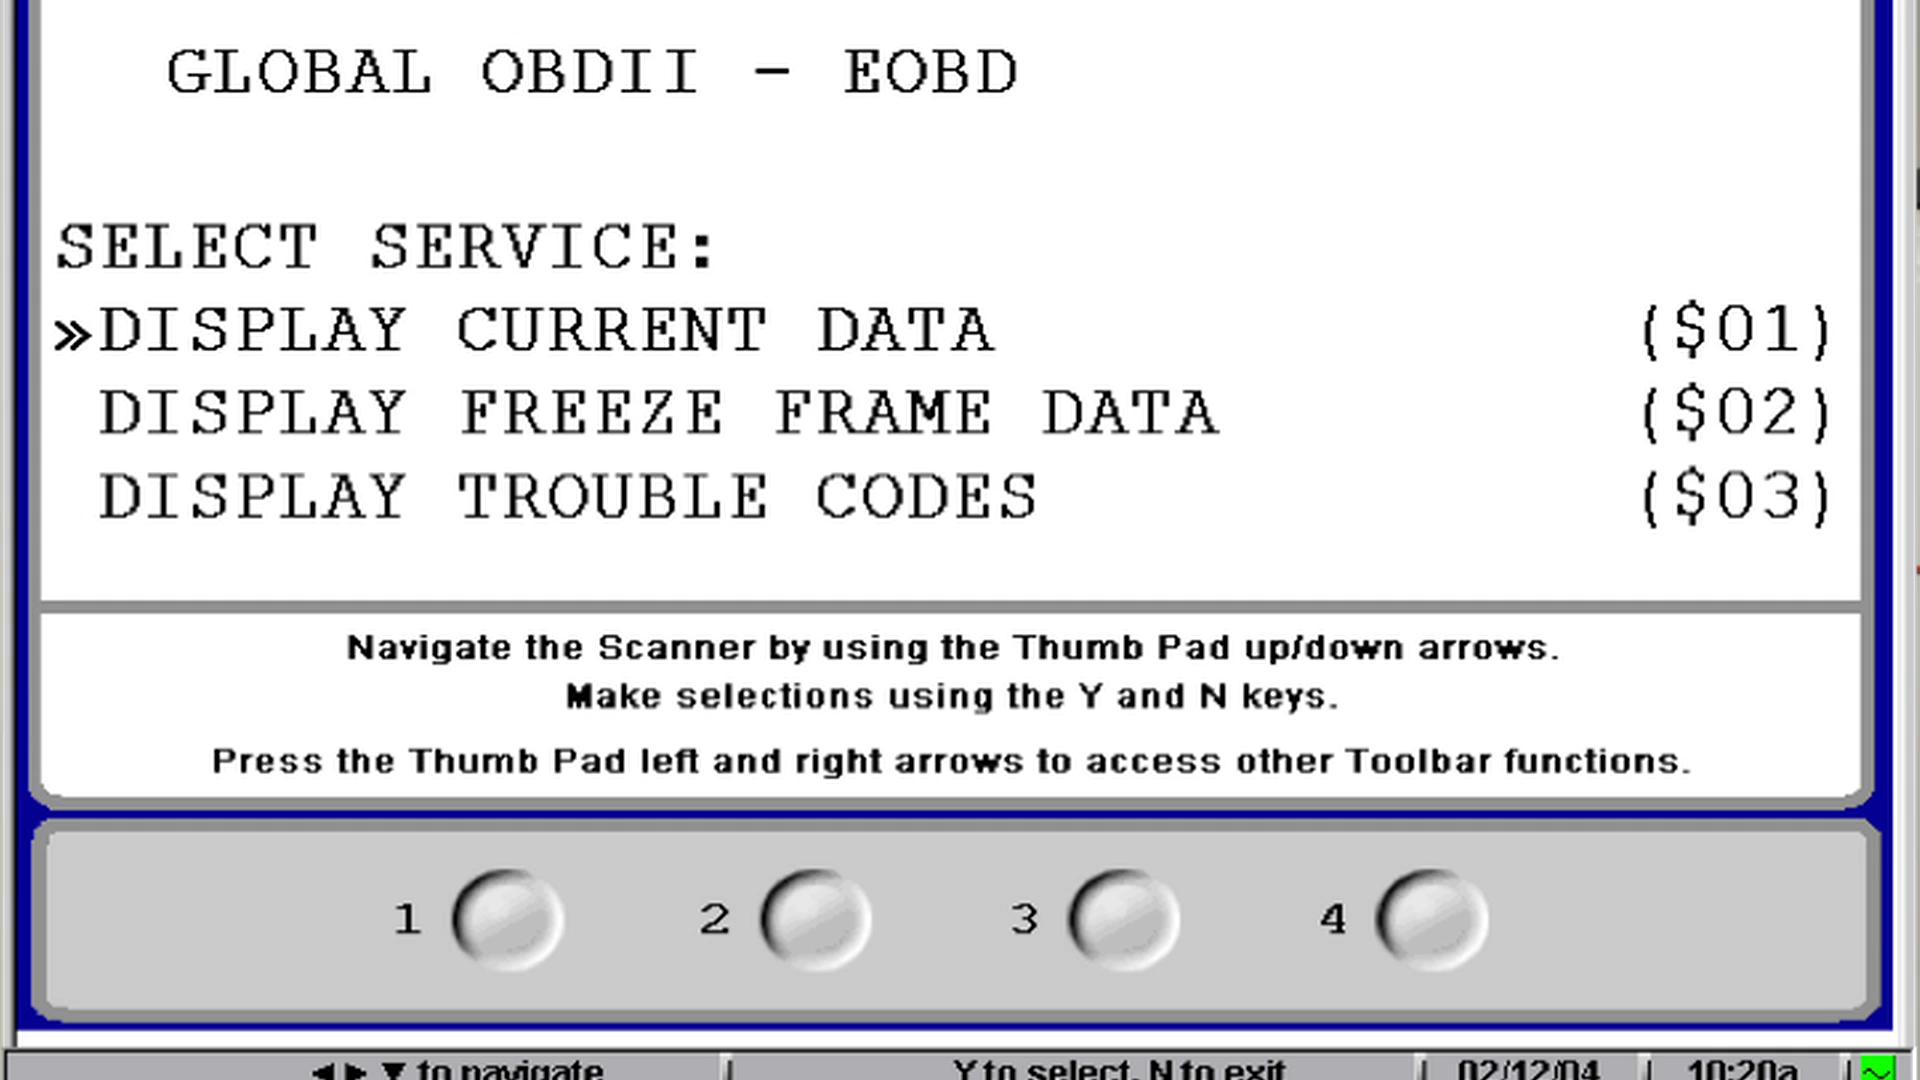 GLOBAL OBDII - EOBD
SELECT SERVICE:
»DISPLAY CURRENT DATA ($01)
DISPLAY FREEZE FRAME DATA ($02)
DISPLAY TROUBLE CODES ($03)
Navigate the Scanner by using the Thumb Pad up/down arrows.
Make selections using the Y and N keys.
Press the Thumb Pad left and right arrows to access other Toolbar functions.
1 2 3 4
◀ ▶ ▼ to navigate Y to select, N to exit 02/12/04 10:20a